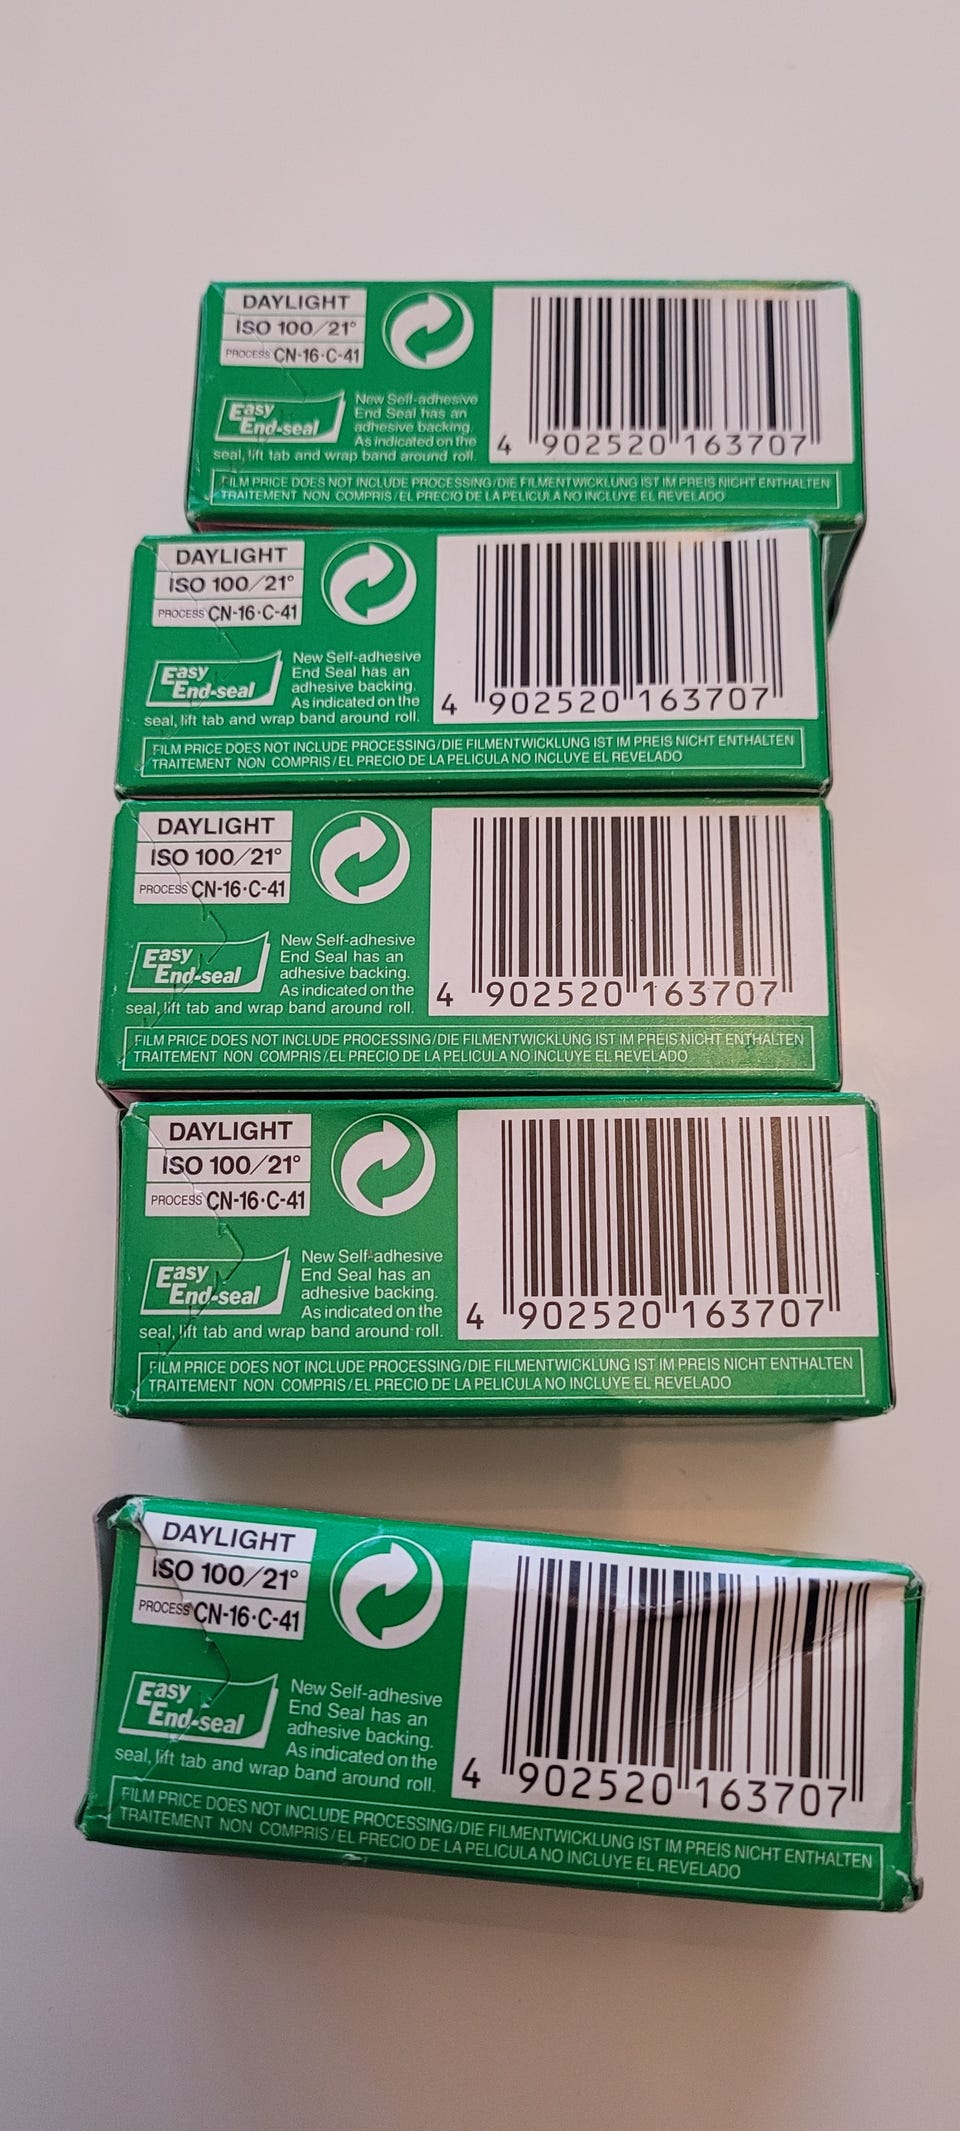 DAYLIGHT
ISO 100/21°
PROCESS CN-16·C-41
Easy
End-seal
New Self-adhesive
End Seal has an
adhesive backing.
As indicated on the
seal, lift tab and wrap band around roll.
4 902520 163707
FILM PRICE DOES NOT INCLUDE PROCESSING/DIE FILMENTWICKLUNG IST IM PREIS NICHT ENTHALTEN
TRAITEMENT NON COMPRIS/EL PRECIO DE LA PELICULA NO INCLUYE EL REVELADO
DAYLIGHT
ISO 100/21°
PROCESS CN-16·C-41
Easy
End-seal
New Self-adhesive
End Seal has an
adhesive backing.
As indicated on the
seal, lift tab and wrap band around roll.
4 902520 163707
FILM PRICE DOES NOT INCLUDE PROCESSING/DIE FILMENTWICKLUNG IST IM PREIS NICHT ENTHALTEN
TRAITEMENT NON COMPRIS/EL PRECIO DE LA PELICULA NO INCLUYE EL REVELADO
DAYLIGHT
ISO 100/21°
PROCESS CN-16·C-41
Easy
End-seal
New Self-adhesive
End Seal has an
adhesive backing.
As indicated on the
seal, lift tab and wrap band around roll.
4 902520 163707
FILM PRICE DOES NOT INCLUDE PROCESSING/DIE FILMENTWICKLUNG IST IM PREIS NICHT ENTHALTEN
TRAITEMENT NON COMPRIS/EL PRECIO DE LA PELICULA NO INCLUYE EL REVELADO
DAYLIGHT
ISO 100/21°
PROCESS CN-16·C-41
Easy
End-seal
New Self-adhesive
End Seal has an
adhesive backing.
As indicated on the
seal, lift tab and wrap band around roll.
4 902520 163707
FILM PRICE DOES NOT INCLUDE PROCESSING/DIE FILMENTWICKLUNG IST IM PREIS NICHT ENTHALTEN
TRAITEMENT NON COMPRIS/EL PRECIO DE LA PELICULA NO INCLUYE EL REVELADO
DAYLIGHT
ISO 100/21°
PROCESS CN-16·C-41
Easy
End-seal
New Self-adhesive
End Seal has an
adhesive backing.
As indicated on the
seal, lift tab and wrap band around roll.
4 902520 163707
FILM PRICE DOES NOT INCLUDE PROCESSING/DIE FILMENTWICKLUNG IST IM PREIS NICHT ENTHALTEN
TRAITEMENT NON COMPRIS/EL PRECIO DE LA PELICULA NO INCLUYE EL REVELADO